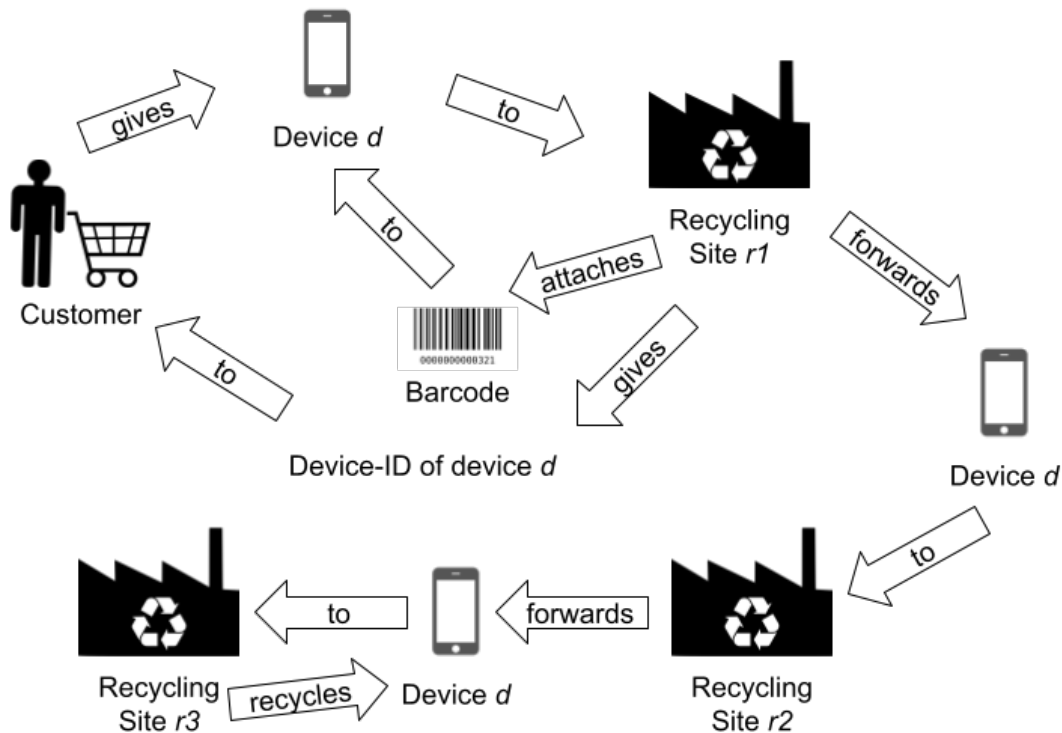 gives
Device d
to
Recycling
Site r1
to
attaches
forwards
Customer
0000000000321
Barcode
to
gives
Device-ID of device d
Device d
to
to
forwards
Recycling
Site r3
recycles
Device d
Recycling
Site r2